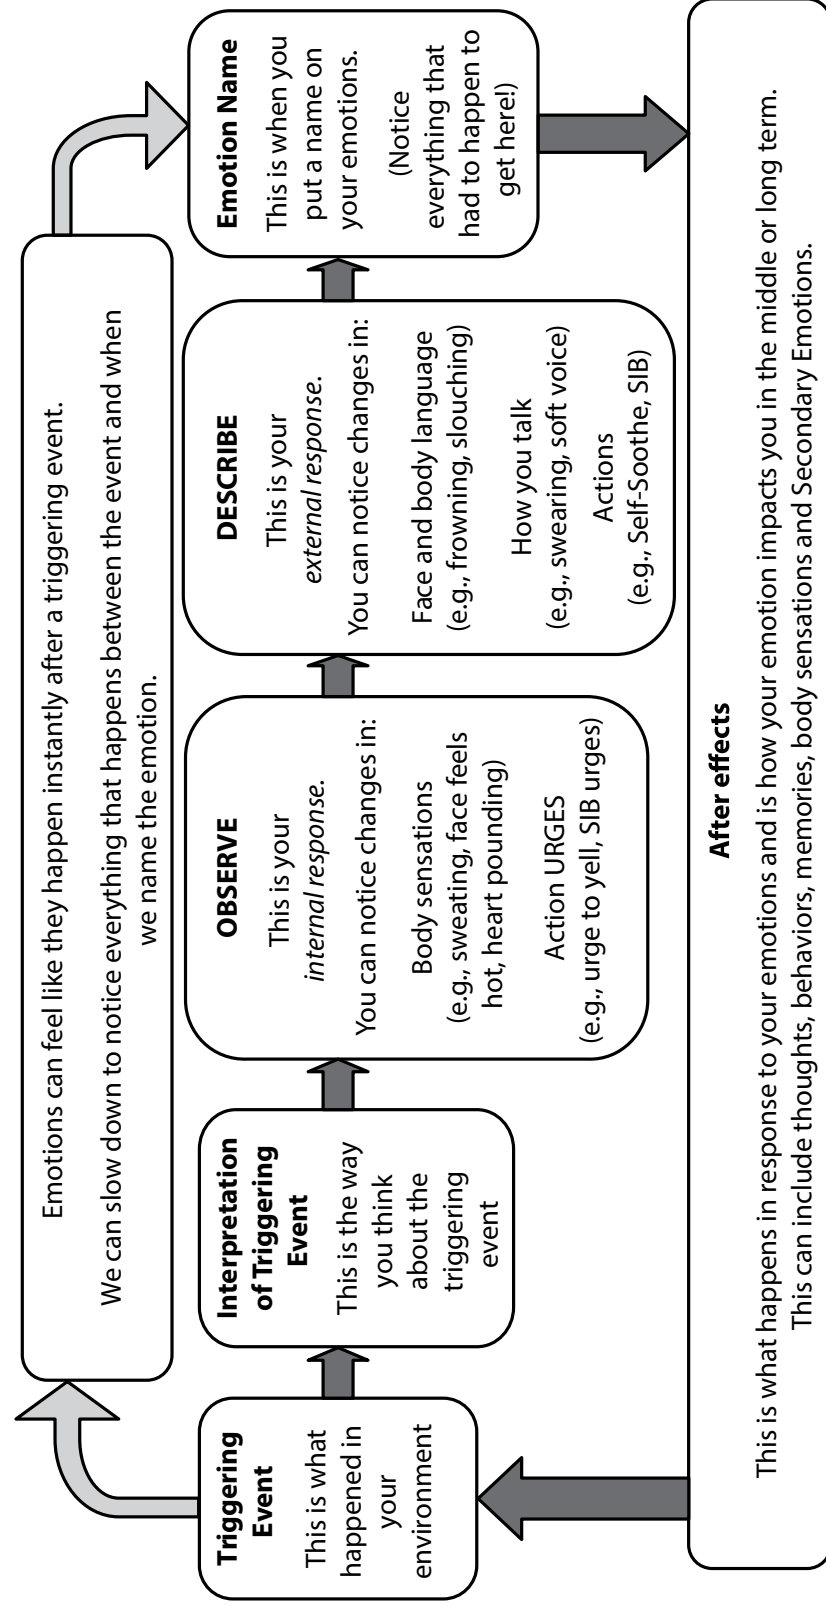 Emotions can feel like they happen instantly after a triggering event.
We can slow down to notice everything that happens between the event and when
we name the emotion.
Triggering
Event
This is what
happened in
your
environment
Interpretation
of Triggering
Event
This is the way
you think
about the
triggering
event
OBSERVE
This is your
internal response.
You can notice changes in:
Body sensations
(e.g., sweating, face feels
hot, heart pounding)
Action URGES
(e.g., urge to yell, SIB urges)
DESCRIBE
This is your
external response.
You can notice changes in:
Face and body language
(e.g., frowning, slouching)
How you talk
(e.g., swearing, soft voice)
Actions
(e.g., Self-Soothe, SIB)
Emotion Name
This is when you
put a name on
your emotions.
(Notice
everything that
had to happen to
get here!)
After effects
This is what happens in response to your emotions and is how your emotion impacts you in the middle or long term.
This can include thoughts, behaviors, memories, body sensations and Secondary Emotions.